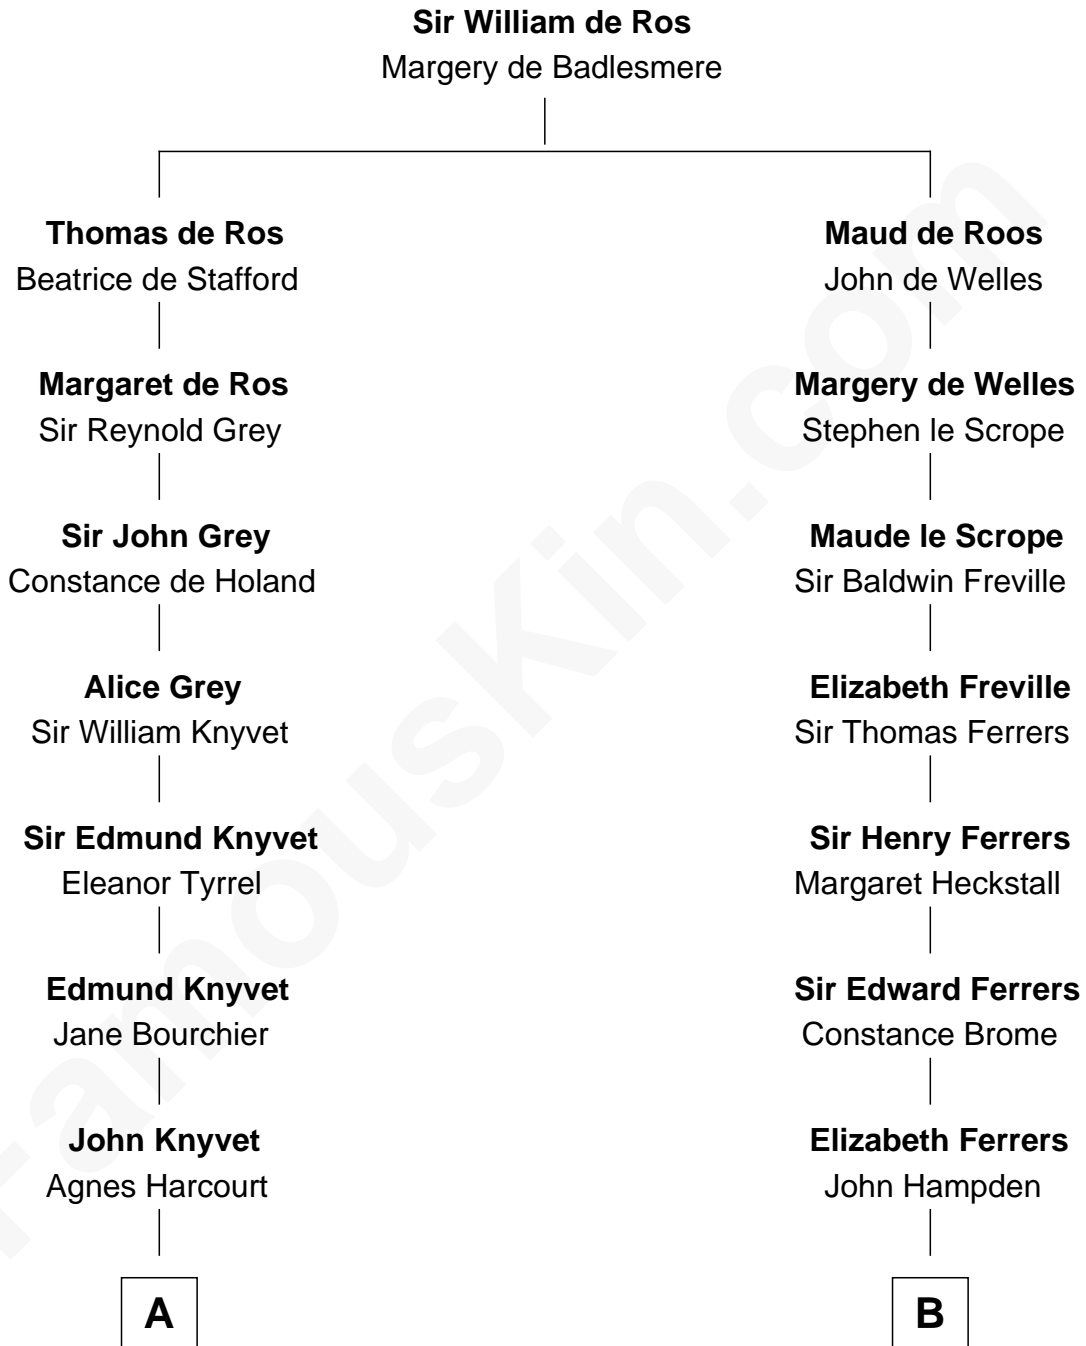 Sir William de Ros
Margery de Badlesmere
Thomas de Ros
Beatrice de Stafford
Margaret de Ros
Sir Reynold Grey
Sir John Grey
Constance de Holand
Alice Grey
Sir William Knyvet
Sir Edmund Knyvet
Eleanor Tyrrel
Edmund Knyvet
Jane Bourchier
John Knyvet
Agnes Harcourt
A
Maud de Roos
John de Welles
Margery de Welles
Stephen le Scrope
Maude le Scrope
Sir Baldwin Freville
Elizabeth Freville
Sir Thomas Ferrers
Sir Henry Ferrers
Margaret Heckstall
Sir Edward Ferrers
Constance Brome
Elizabeth Ferrers
John Hampden
B
FamousKin.com